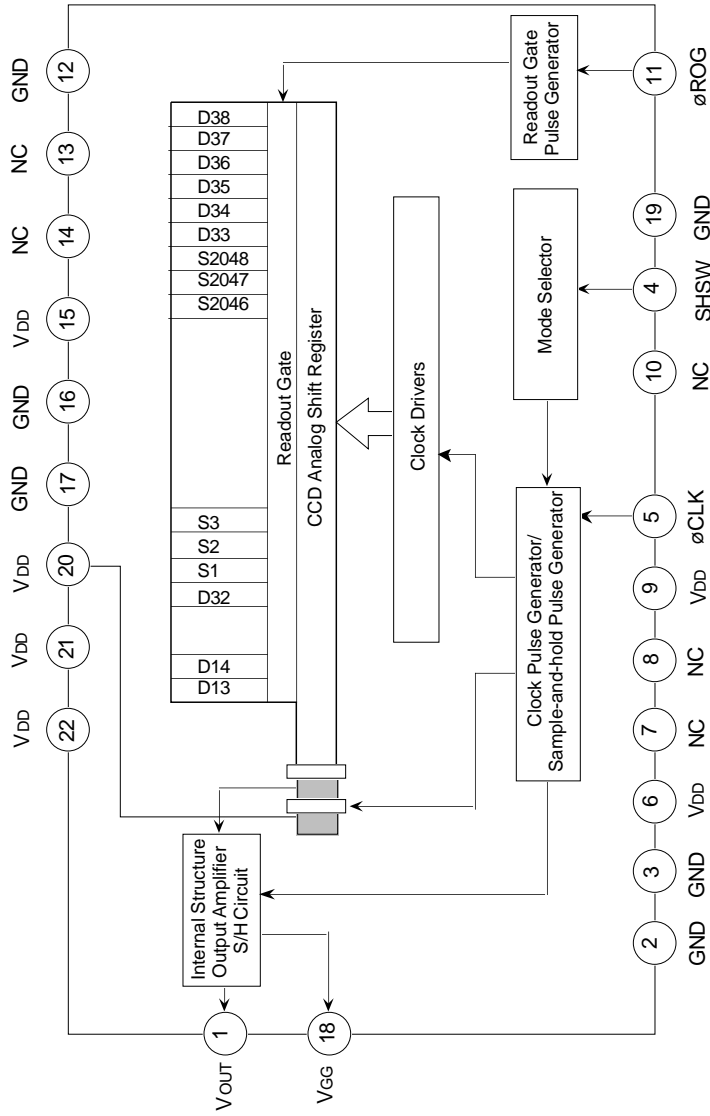 GND
12
NC
13
NC
14
VDD
15
GND
16
GND
17
VDD
20
VDD
21
VDD
22
D38
D37
D36
D35
D34
D33
S2048
S2047
S2046
S3
S2
S1
D32
D14
D13
Readout Gate
CCD Analog Shift Register
Clock Drivers
Readout Gate
Pulse Generator
Mode Selector
Clock Pulse Generator/
Sample-and-hold Pulse Generator
Internal Structure
Output Amplifier
S/H Circuit
1
VOUT
18
VGG
11
øROG
19
GND
4
SHSW
10
NC
5
øCLK
9
VDD
8
NC
7
NC
6
VDD
3
GND
2
GND